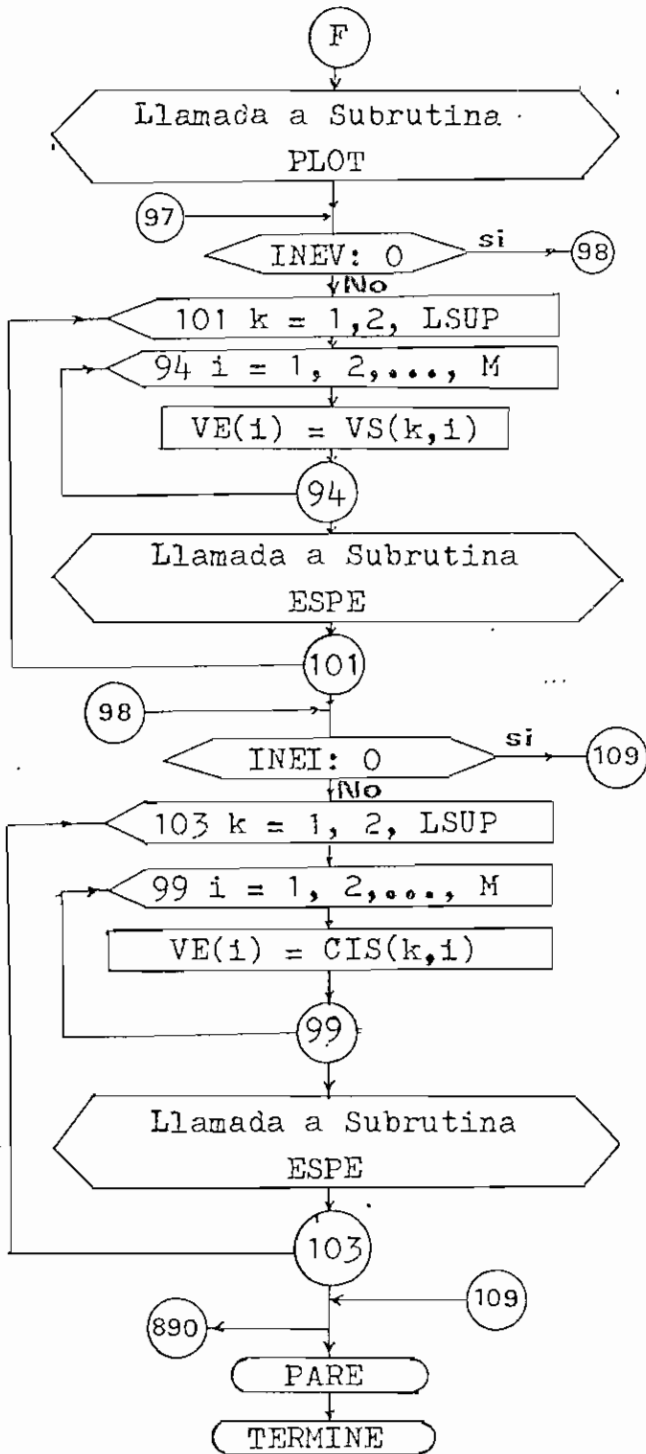 F
Llamada a Subrutina
PLOT
97
INEV: 0
si
98
No
101 k = 1,2, LSUP
94 i = 1, 2,..., M
VE(i) = VS(k,i)
94
Llamada a Subrutina
ESPE
101
98
INEI: 0
si
109
No
103 k = 1, 2, LSUP
99 i = 1, 2,..., M
VE(i) = CIS(k,i)
99
Llamada a Subrutina
ESPE
103
109
890
PARE
TERMINE